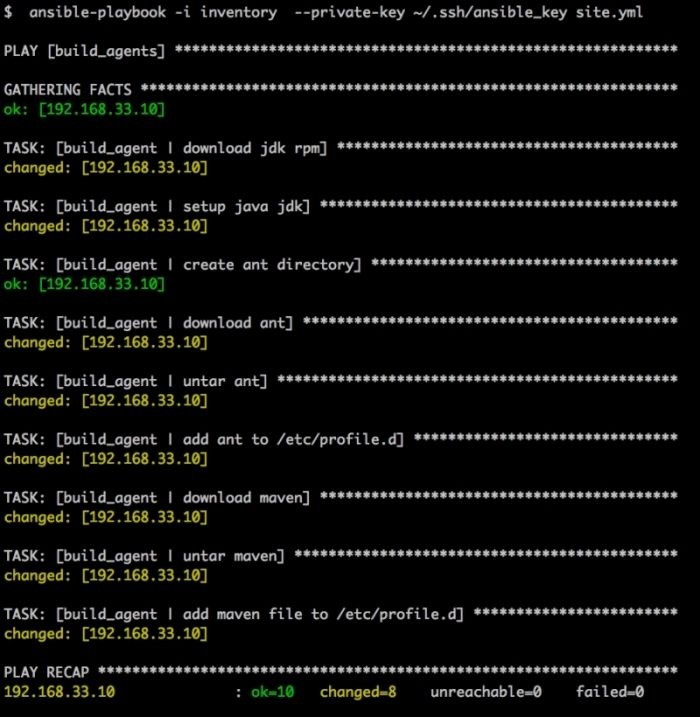 $  ansible-playbook -i inventory  --private-key ~/.ssh/ansible_key site.yml
PLAY [build_agents] ***********************************************************
GATHERING FACTS ***************************************************************
ok: [192.168.33.10]
TASK: [build_agent | download jdk rpm] ****************************************
changed: [192.168.33.10]
TASK: [build_agent | setup java jdk] ******************************************
changed: [192.168.33.10]
TASK: [build_agent | create ant directory] ************************************
ok: [192.168.33.10]
TASK: [build_agent | download ant] ********************************************
changed: [192.168.33.10]
TASK: [build_agent | untar ant] ***********************************************
changed: [192.168.33.10]
TASK: [build_agent | add ant to /etc/profile.d] *******************************
changed: [192.168.33.10]
TASK: [build_agent | download maven] ******************************************
changed: [192.168.33.10]
TASK: [build_agent | untar maven] *********************************************
changed: [192.168.33.10]
TASK: [build_agent | add maven file to /etc/profile.d] ************************
changed: [192.168.33.10]
PLAY RECAP ********************************************************************
192.168.33.10              : ok=10   changed=8    unreachable=0    failed=0